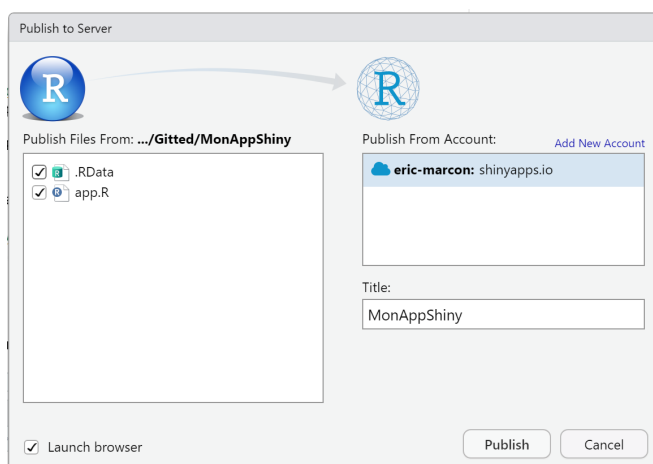 Publish to Server
R
R
Publish Files From: .../Gitted/MonAppShiny
Publish From Account:
Add New Account
.RData
app.R
eric-marcon: shinyapps.io
Title:
MonAppShiny
Launch browser
Publish
Cancel